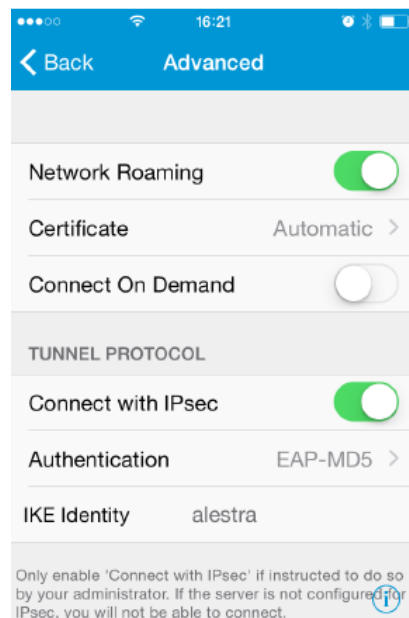 16:21
Back Advanced
Network Roaming
Certificate Automatic
Connect On Demand
TUNNEL PROTOCOL
Connect with IPsec
Authentication EAP-MD5
IKE Identity alestra
Only enable 'Connect with IPsec' if instructed to do so
by your administrator. If the server is not configured for
IPsec, you will not be able to connect.